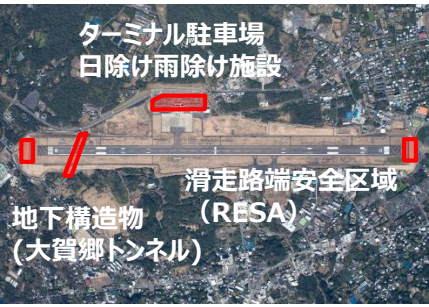 ターミナル駐車場
日除け雨除け施設
滑走路端安全区域
（RESA）
地下構造物
(大賀郷トンネル)